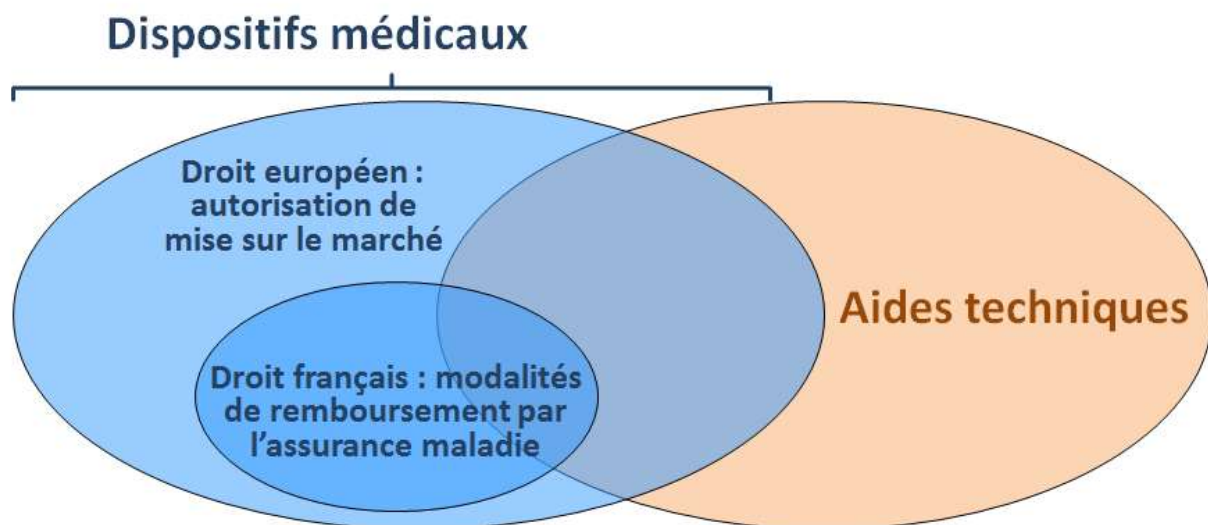 Dispositifs médicaux
Droit européen :
autorisation de
mise sur le marché
Aides techniques
Droit français : modalités
de remboursement par
l’assurance maladie